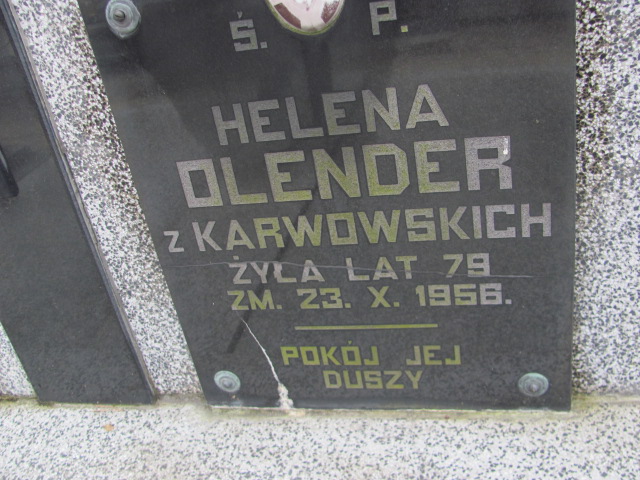 Ś. P.
HELENA
OLENDER
z KARWOWSKICH
ŻYŁA LAT 79
ZM. 23. X. 1956.
POKÓJ JEJ
DUSZY